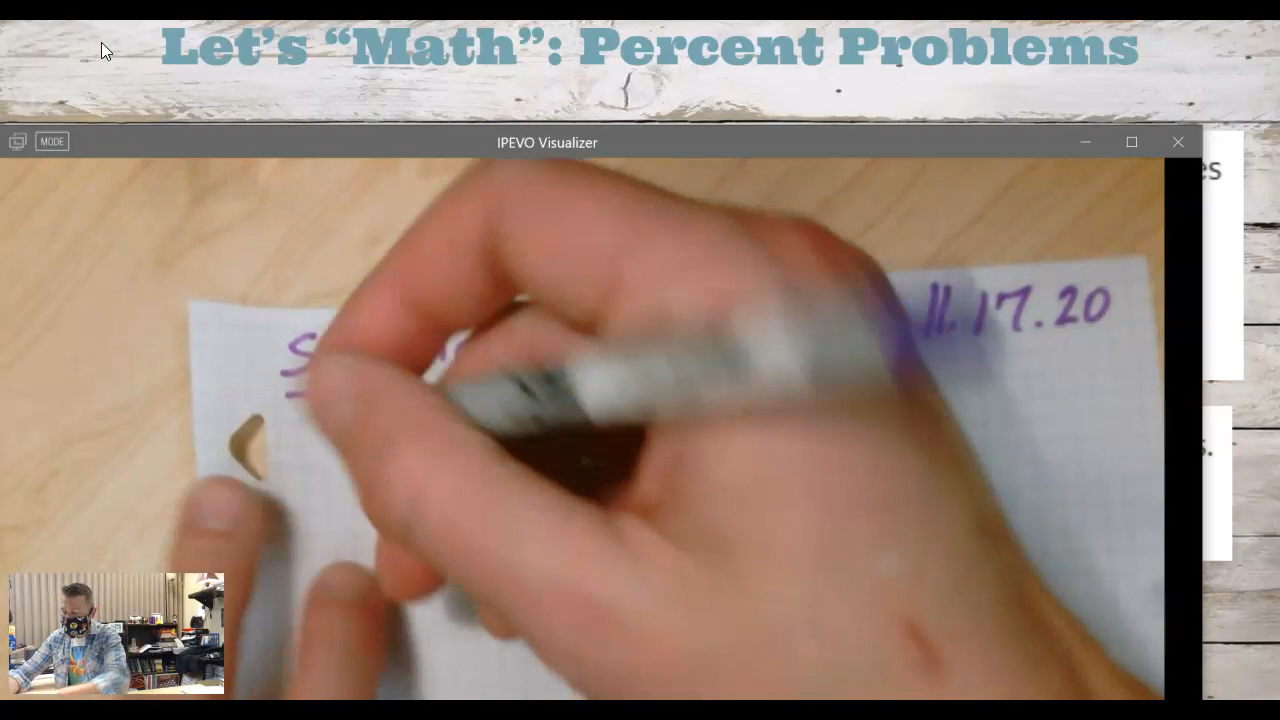 Let's “Math”: Percent Problems
MODE
IPEVO Visualizer
11.17.20